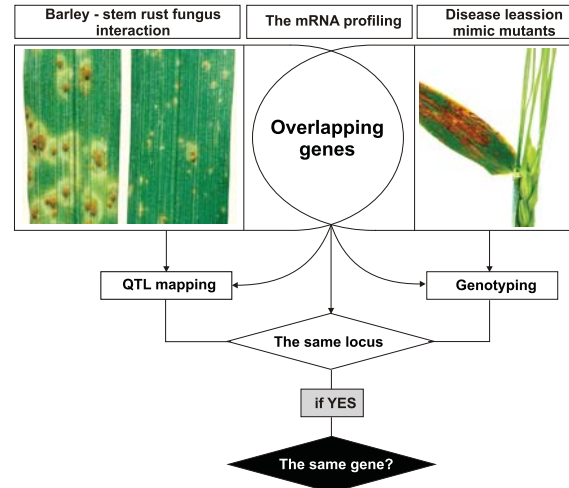 Barley - stem rust fungus
interaction
The mRNA profiling
Disease leassion
mimic mutants
Overlapping
genes
QTL mapping
Genotyping
The same locus
if YES
The same gene?